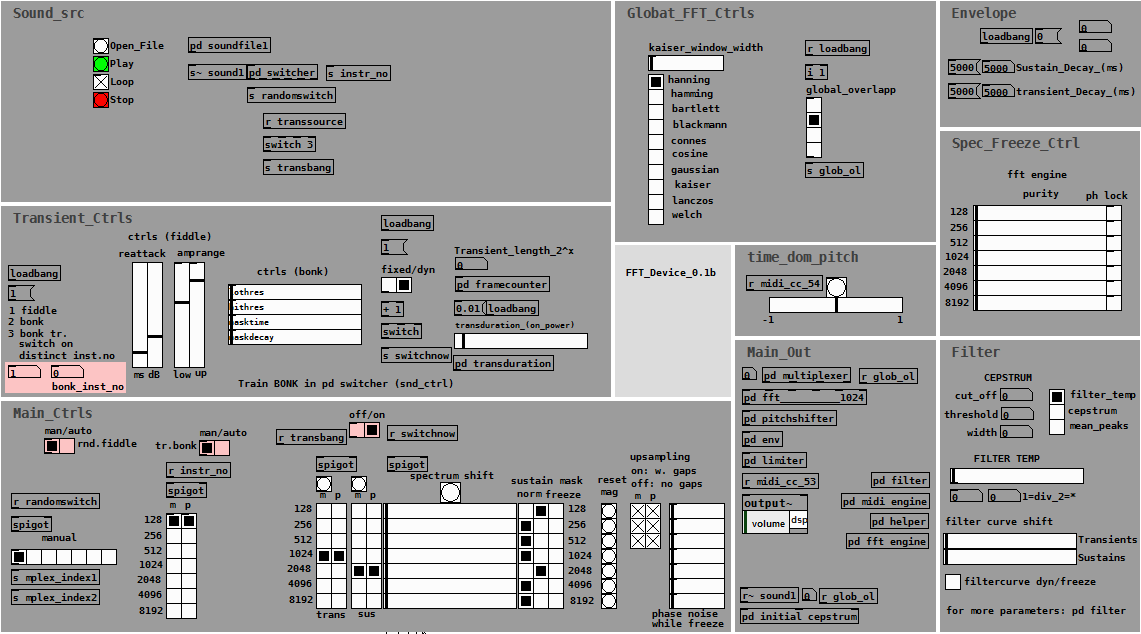 Sound_src
Open_File
Play
Loop
Stop
pd soundfile1
s~ sound1
pd switcher
s instr_no
s randomswitch
r transsource
switch 3
s transbang
Globat_FFT_Ctrls
kaiser_window_width
hanning
hamming
bartlett
blackmann
connes
cosine
gaussian
kaiser
lanczos
welch
r loadbang
i 1
global_overlapp
s glob_ol
Envelope
loadbang
0
0
0
5000
5000
Sustain_Decay_(ms)
5000
5000
transient_Decay_(ms)
Spec_Freeze_Ctrl
fft engine
purity
ph lock
128
256
512
1024
2048
4096
8192
Transient_Ctrls
ctrls (fiddle)
reattack
amprange
loadbang
1
1 fiddle
2 bonk
3 bonk tr.
switch on
distinct inst.no
1
0
bonk_inst_no
ms
dB
low
up
ctrls (bonk)
othres
ithres
masktime
maskdecay
Train BONK in pd switcher (snd_ctrl)
loadbang
1
fixed/dyn
+ 1
switch
s switchnow
Transient_length_2^x
0
pd framecounter
0.01
loadbang
transduration_(on_power)
pd transduration
FFT_Device_0.1b
time_dom_pitch
r midi_cc_54
-1
1
Main_Out
0
pd multiplexer
r glob_ol
pd fft_________1024
pd pitchshifter
pd env
pd limiter
r midi_cc_53
output~
volume
dsp
pd filter
pd midi engine
pd helper
pd fft engine
r~ sound1
0
r glob_ol
pd initial cepstrum
Filter
CEPSTRUM
cut_off
0
threshold
0
width
0
filter_temp
cepstrum
mean_peaks
FILTER TEMP
0
0
1=div_2=*
filter curve shift
Transients
Sustains
filtercurve dyn/freeze
for more parameters: pd filter
Main_Ctrls
man/auto
rnd.fiddle
man/auto
tr.bonk
r instr_no
spigot
m
p
128
256
512
1024
2048
4096
8192
r randomswitch
spigot
manual
s mplex_index1
s mplex_index2
off/on
r transbang
r switchnow
spigot
spigot
m
p
m
p
spectrum shift
128
256
512
1024
2048
4096
8192
trans
sus
sustain mask
norm
freeze
128
256
512
1024
2048
4096
8192
reset
mag
upsampling
on: w. gaps
off: no gaps
m
p
phase noise
while freeze